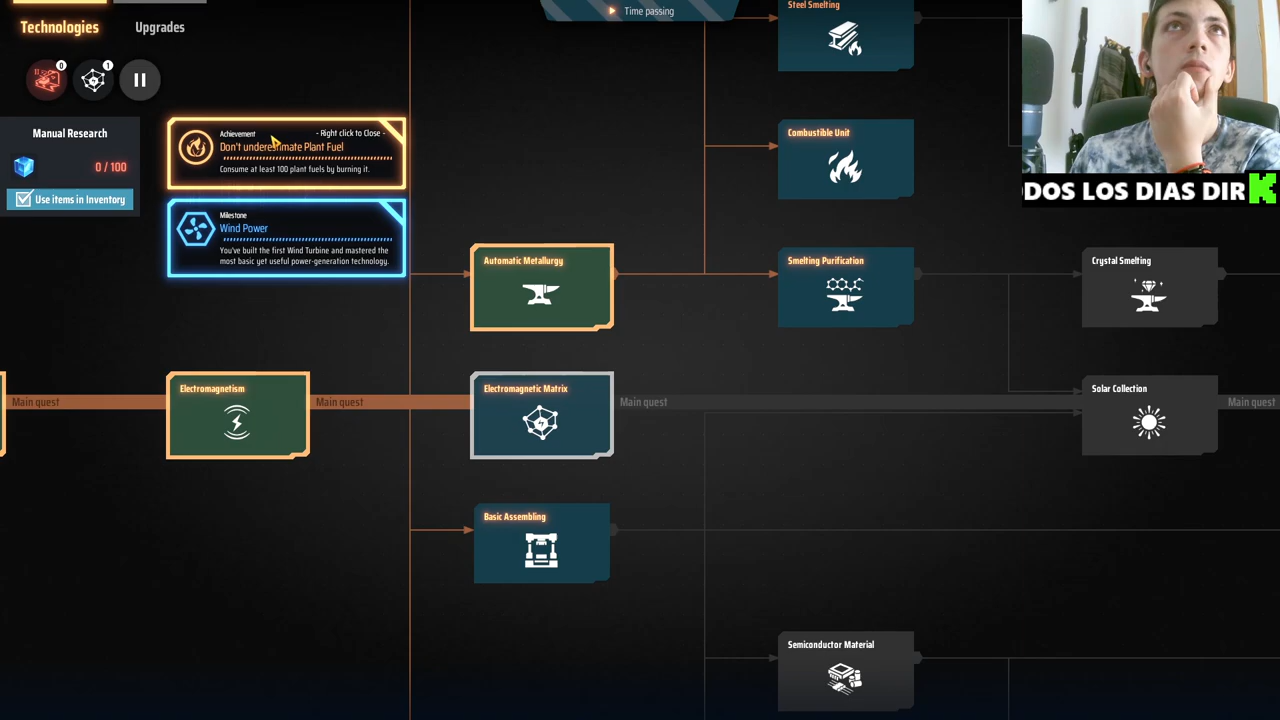 Technologies
Upgrades
Time passing
0
1
Manual Research
0 / 100
Use items in Inventory
Achievement
- Right click to Close -
Don't underestimate Plant Fuel
Consume at least 100 plant fuels by burning it.
Milestone
Wind Power
You've built the first Wind Turbine and mastered the
most basic yet useful power-generation technology.
Steel Smelting
Combustible Unit
DOS LOS DIAS DIR
Automatic Metallurgy
Smelting Purification
Crystal Smelting
Electromagnetism
Electromagnetic Matrix
Solar Collection
Main quest
Main quest
Main quest
Main quest
Basic Assembling
Semiconductor Material